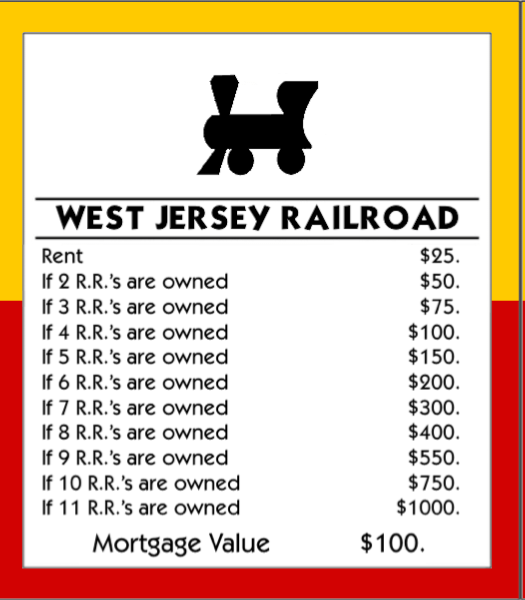 WEST JERSEY RAILROAD
Rent $25.
If 2 R.R.'s are owned $50.
If 3 R.R.'s are owned $75.
If 4 R.R.'s are owned $100.
If 5 R.R.'s are owned $150.
If 6 R.R.'s are owned $200.
If 7 R.R.'s are owned $300.
If 8 R.R.'s are owned $400.
If 9 R.R.'s are owned $550.
If 10 R.R.'s are owned $750.
If 11 R.R.'s are owned $1000.
Mortgage Value $100.